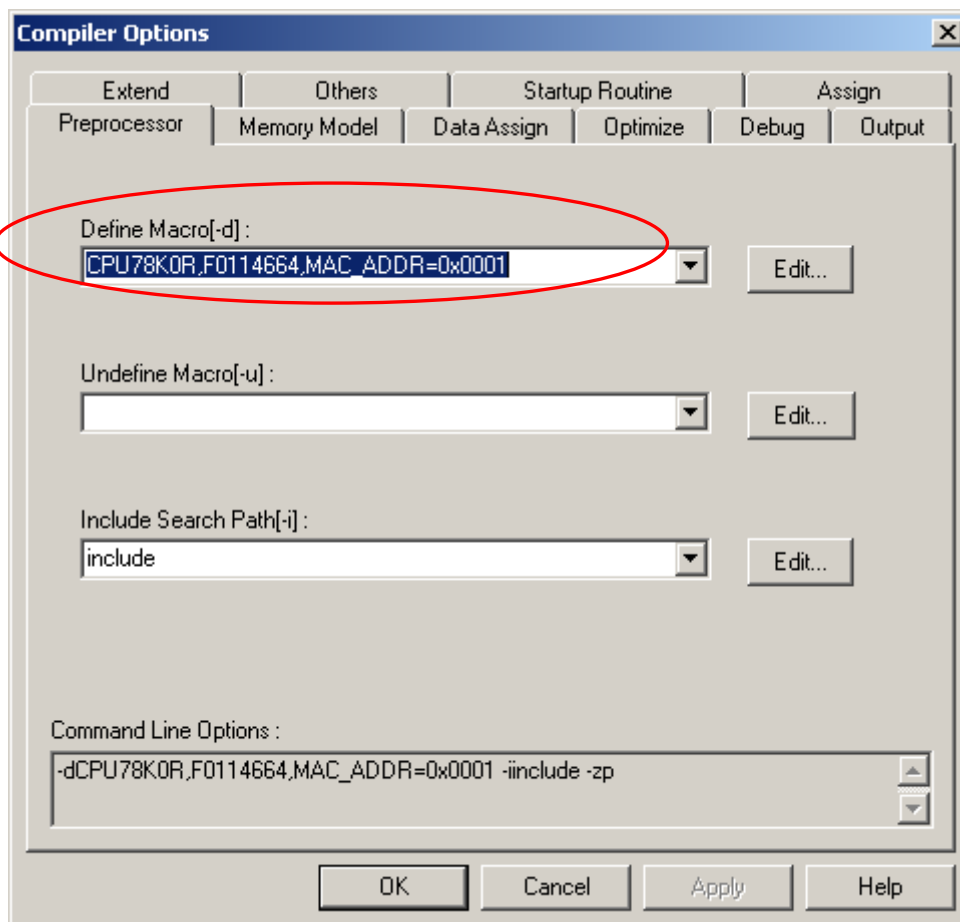 Compiler Options
Extend Others Startup Routine Assign
Preprocessor Memory Model Data Assign Optimize Debug Output
Define Macro[-d] :
CPU78K0R,F0114664,MAC_ADDR=0x0001
Edit...
Undefine Macro[-u] :
Edit...
Include Search Path[-i] :
include
Edit...
Command Line Options :
-dCPU78K0R,F0114664,MAC_ADDR=0x0001 -iinclude -zp
OK Cancel Apply Help